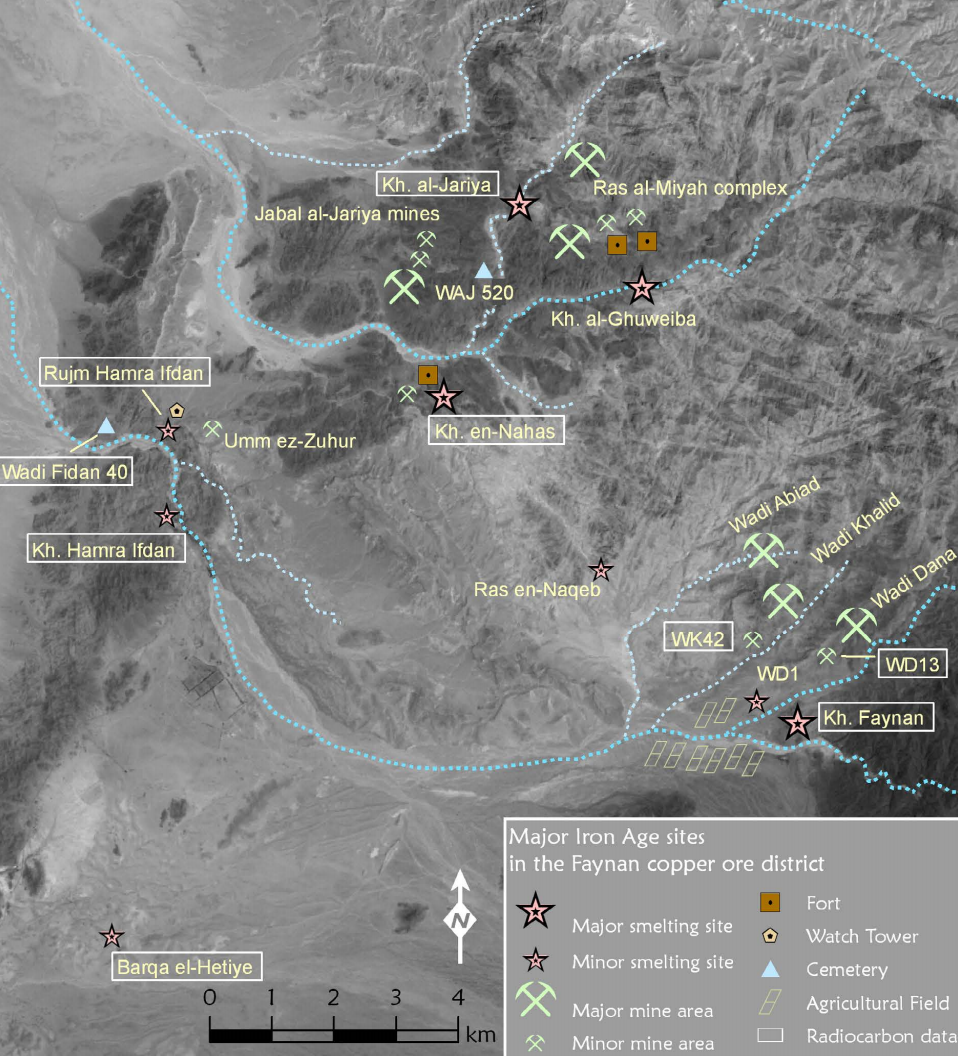 Kh. al-Jariya
Ras al-Miyah complex
Jabal al-Jariya mines
WAJ 520
Kh. al-Ghuweiba
Rujm Hamra Ifdan
Kh. en-Nahas
Umm ez-Zuhur
Wadi Fidan 40
Kh. Hamra Ifdan
Wadi Abiad
Wadi Khalid
Wadi Dana
Ras en-Naqeb
WK42
WD13
WD1
Kh. Faynan
Barqa el-Hetiye
N
0 1 2 3 4
km
Major Iron Age sites
in the Faynan copper ore district
Major smelting site
Minor smelting site
Major mine area
Minor mine area
Fort
Watch Tower
Cemetery
Agricultural Field
Radiocarbon data